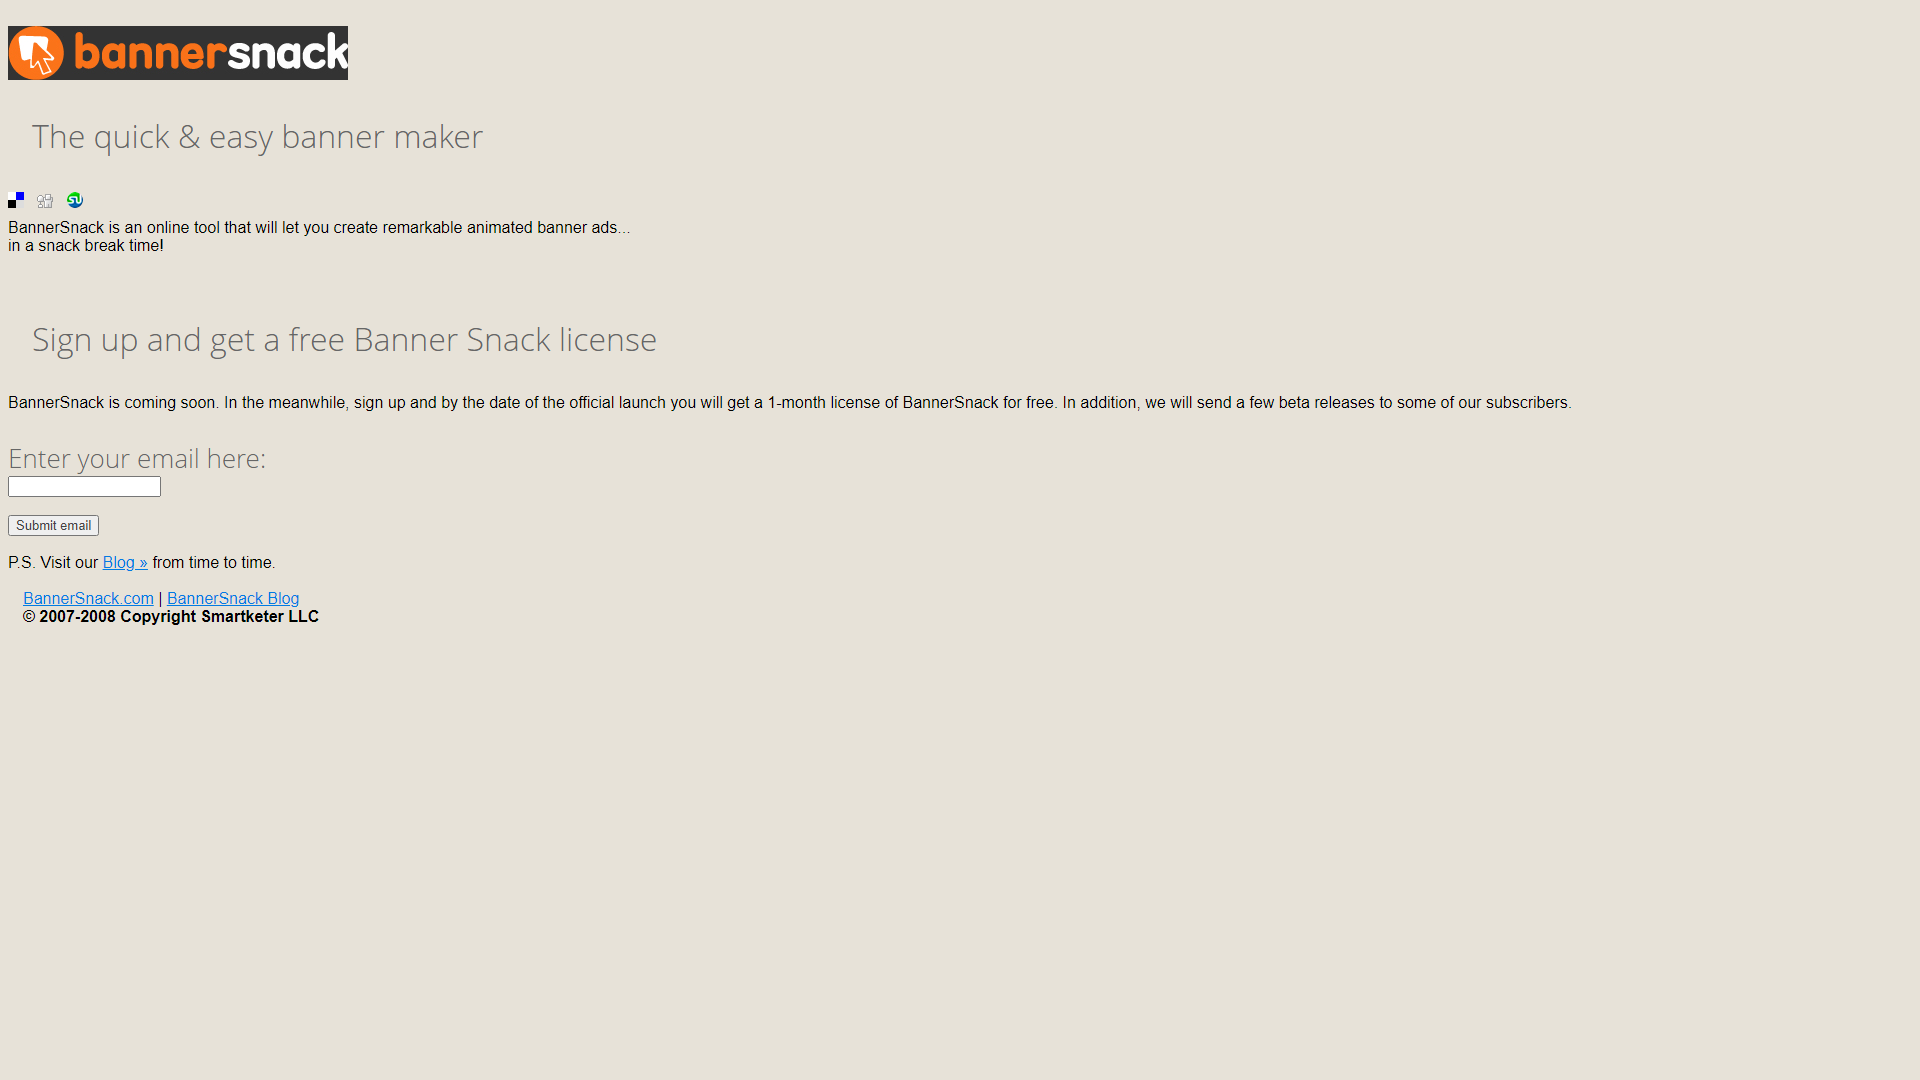 bannersnack
The quick & easy banner maker
SU
BannerSnack is an online tool that will let you create remarkable animated banner ads...
in a snack break time!
Sign up and get a free Banner Snack license
BannerSnack is coming soon. In the meanwhile, sign up and by the date of the official launch you will get a 1-month license of BannerSnack for free. In addition, we will send a few beta releases to some of our subscribers.
Enter your email here:
Submit email
P.S. Visit our Blog » from time to time.
BannerSnack.com | BannerSnack Blog
© 2007-2008 Copyright Smartketer LLC